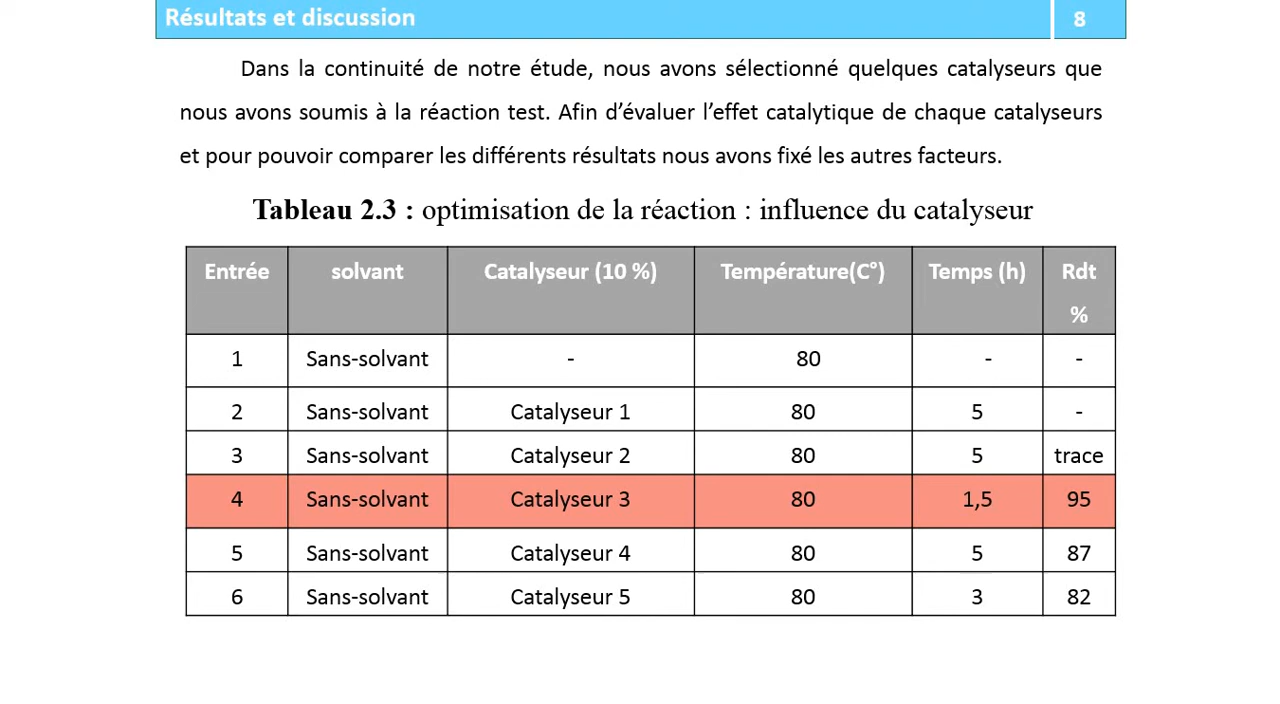 Résultats et discussion 8
Dans la continuité de notre étude, nous avons sélectionné quelques catalyseurs que
nous avons soumis à la réaction test. Afin d’évaluer l’effet catalytique de chaque catalyseurs
et pour pouvoir comparer les différents résultats nous avons fixé les autres facteurs.
Tableau 2.3 : optimisation de la réaction : influence du catalyseur
Entrée solvant Catalyseur (10 %) Température(C°) Temps (h) Rdt
%
1 Sans-solvant - 80 - -
2 Sans-solvant Catalyseur 1 80 5 -
3 Sans-solvant Catalyseur 2 80 5 trace
4 Sans-solvant Catalyseur 3 80 1,5 95
5 Sans-solvant Catalyseur 4 80 5 87
6 Sans-solvant Catalyseur 5 80 3 82